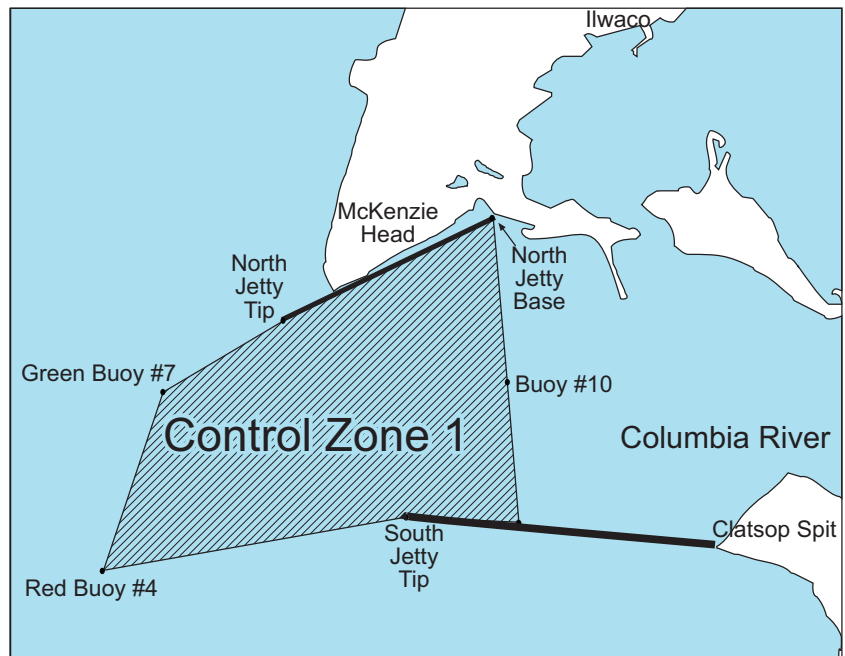 Ilwaco
McKenzie
Head
North
Jetty
Tip
North
Jetty
Base
Green Buoy #7
Buoy #10
Control Zone 1
Columbia River
South
Jetty
Tip
Clatsop Spit
Red Buoy #4